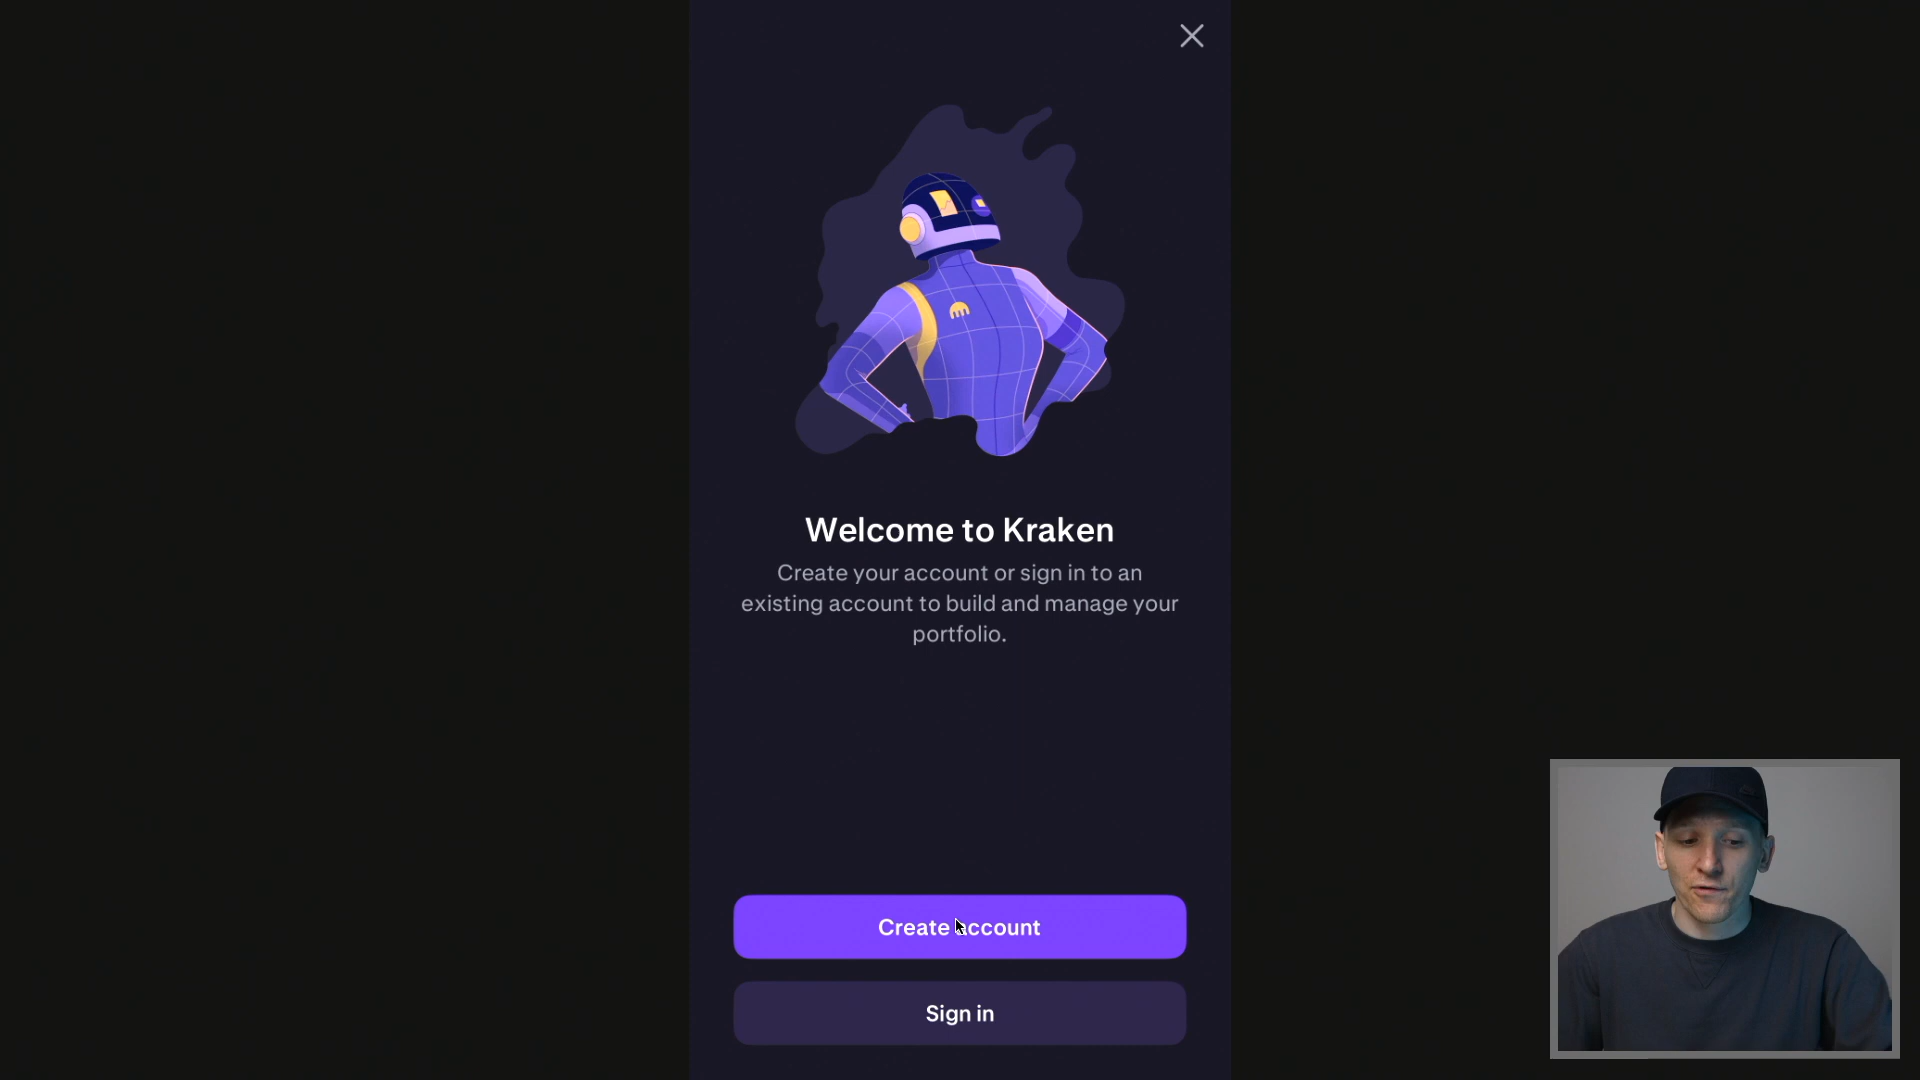 Welcome to Kraken
Create your account or sign in to an
existing account to build and manage your
portfolio.
Create account
Sign in